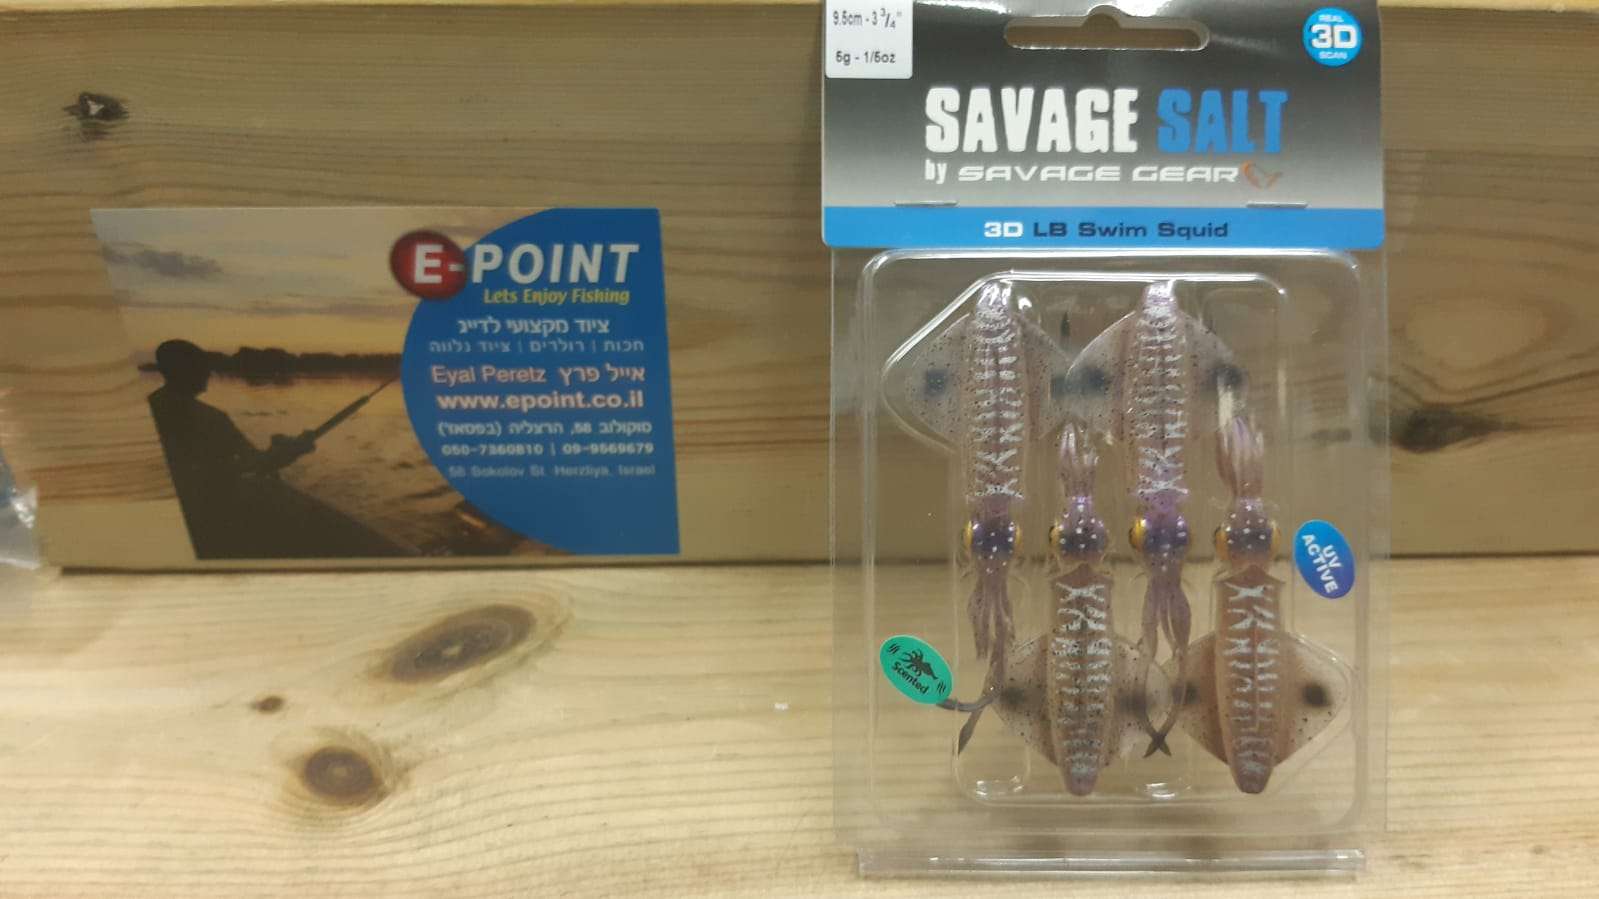 E-POINT
Lets Enjoy Fishing
ציוד מקצועי לדייג
חכות | רולרים | ציוד נלווה
Eyal Peretz אייל פרץ
www.epoint.co.il
סוקולוב 58, הרצליה (בפסאז')
050-7360810 | 09-9569679
58 Sokolov St. Herzliya, Israel
9.5cm - 3 3/4"
5g - 1/5oz
REAL
3D
SCAN
SAVAGE SALT
by SAVAGE GEAR
3D LB Swim Squid
UV
ACTIVE
Scented